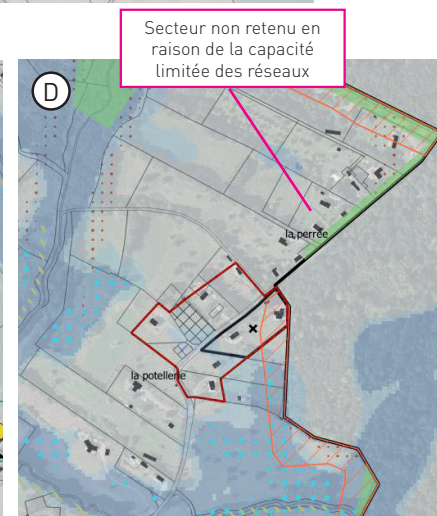 Secteur non retenu en
raison de la capacité
limitée des réseaux
D
la perrée
la potellerie